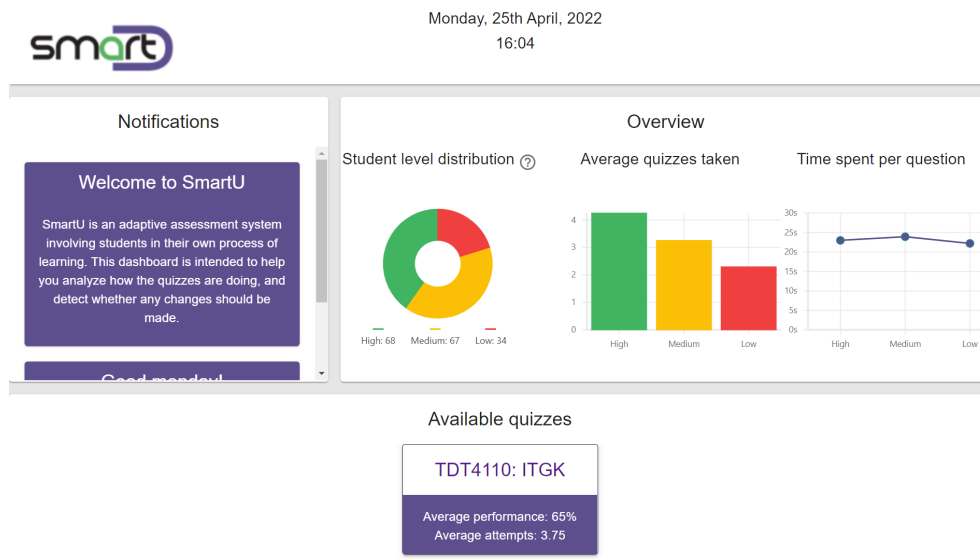 smart
Monday, 25th April, 2022
16:04
Notifications
Welcome to SmartU
SmartU is an adaptive assessment system
involving students in their own process of
learning. This dashboard is intended to help
you analyze how the quizzes are doing, and
detect whether any changes should be
made.
Good monday!
Overview
Student level distribution ?
High: 68 Medium: 67 Low: 34
Average quizzes taken
4
3
2
1
0
High Medium Low
Time spent per question
30s
25s
20s
15s
10s
5s
0s
High Medium Low
Available quizzes
TDT4110: ITGK
Average performance: 65%
Average attempts: 3.75